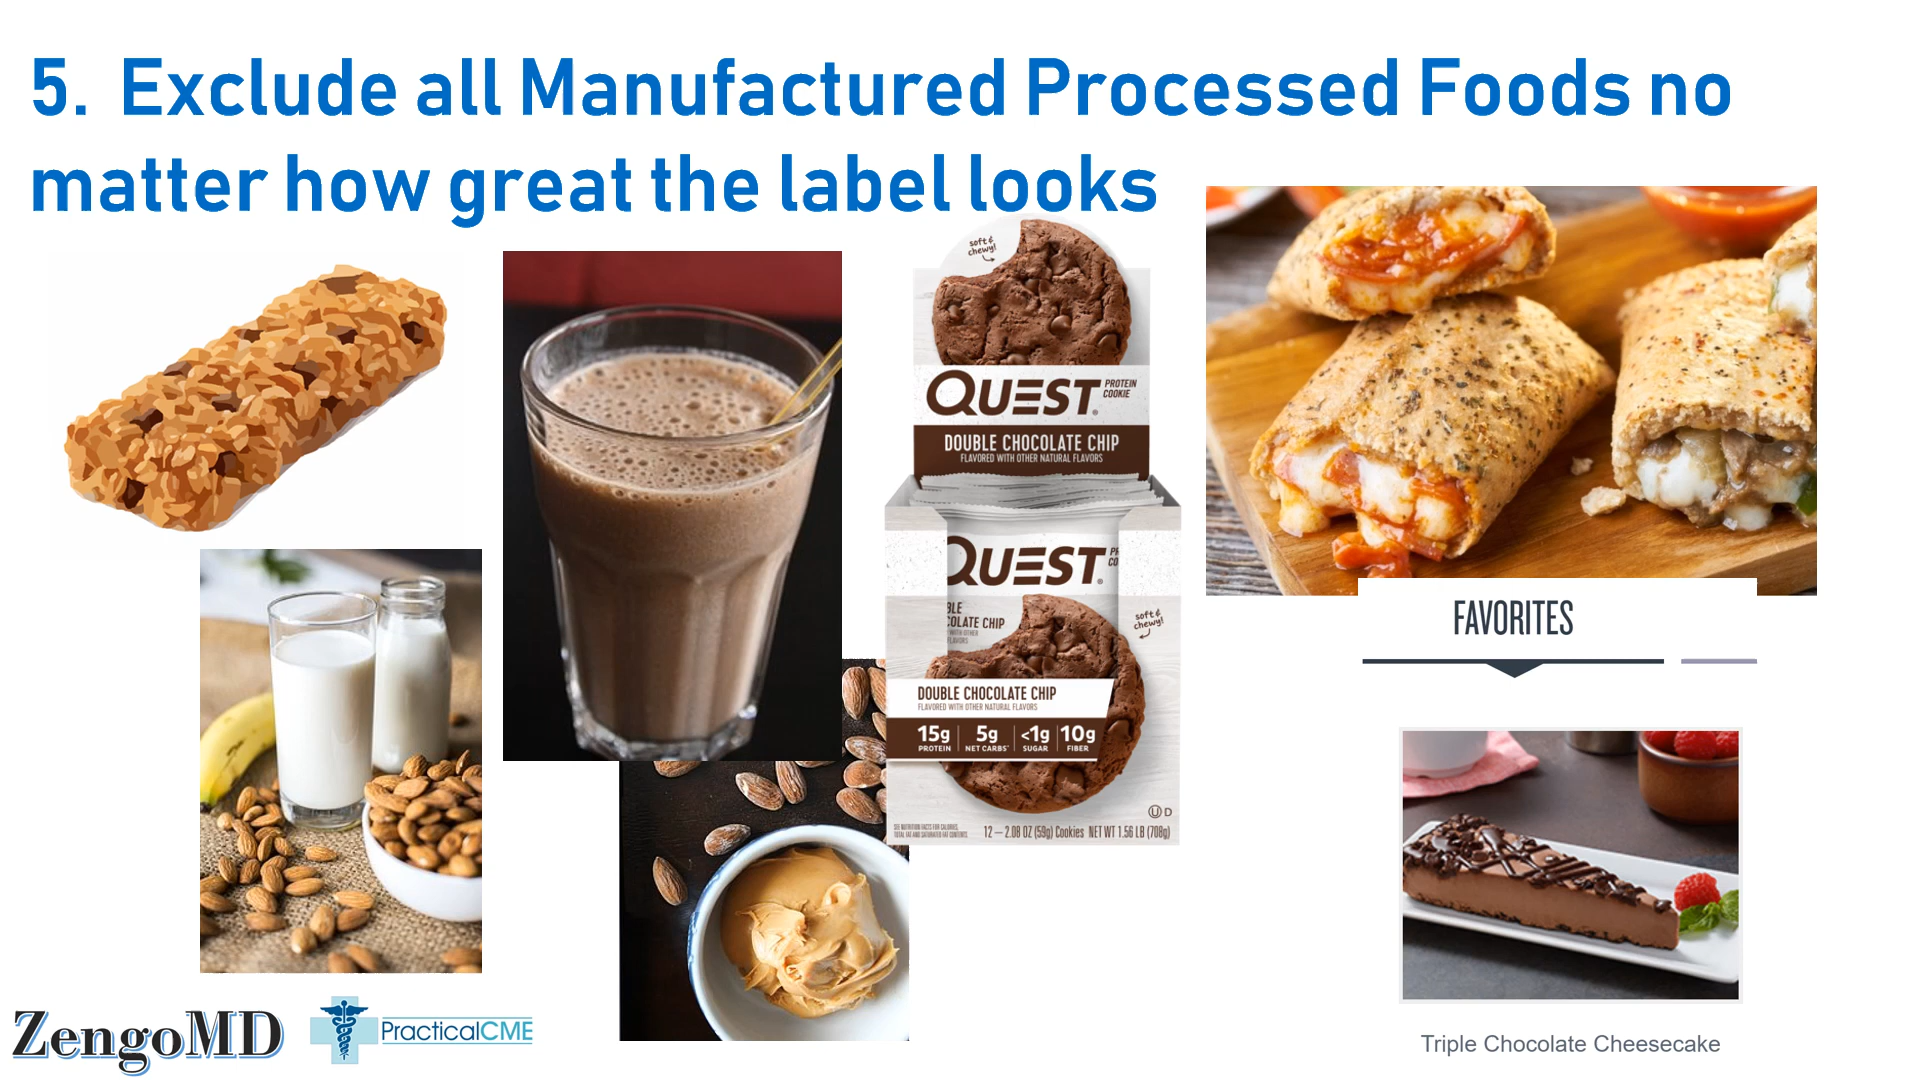 5. Exclude all Manufactured Processed Foods no
matter how great the label looks
soft &
chewy!
QUEST PROTEIN
COOKIE
DOUBLE CHOCOLATE CHIP
FLAVORED WITH OTHER NATURAL FLAVORS
QUEST
COLATE CHIP
soft &
chewy!
DOUBLE CHOCOLATE CHIP
FLAVORED WITH OTHER NATURAL FLAVORS
15g 5g <1g 10g
PROTEIN NET CARBS* SUGAR FIBER
U D
12 – 2.08 OZ (59g) Cookies NET WT 1.56 LB (708g)
FAVORITES
Triple Chocolate Cheesecake
ZengoMD
PracticalCME